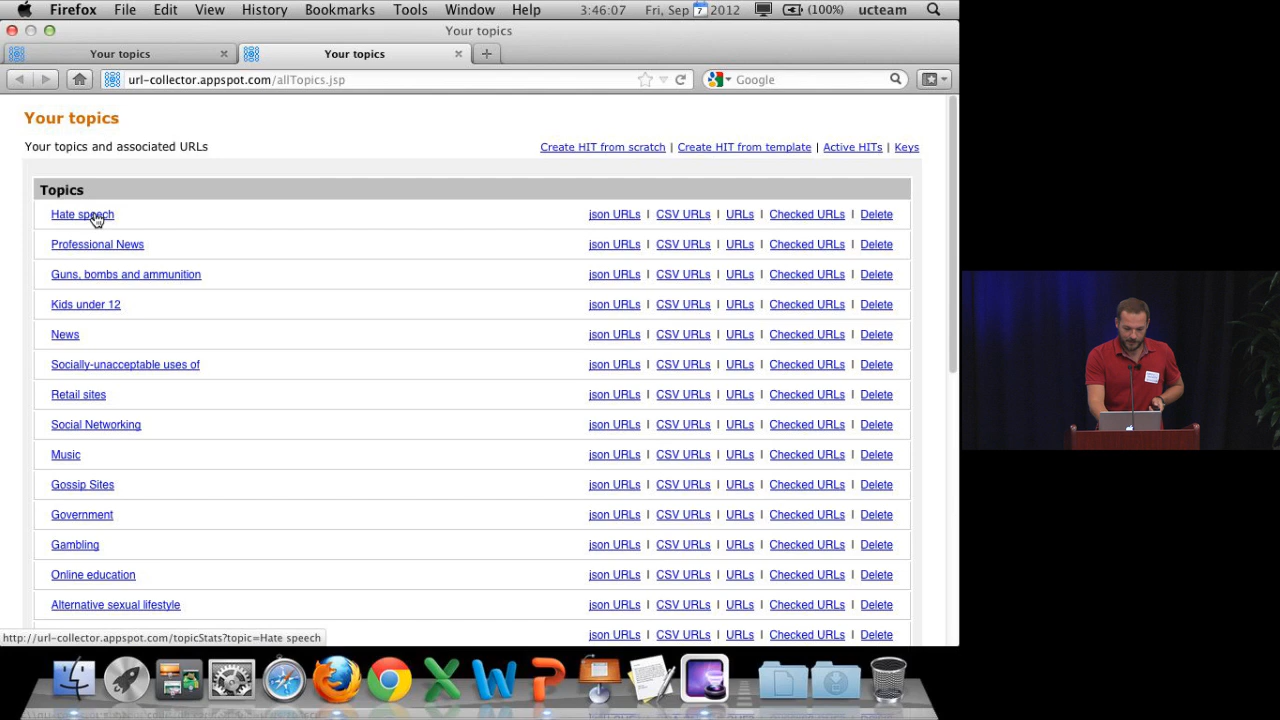 Firefox File Edit View History Bookmarks Tools Window Help 3:46:07 Fri, Sep 7 2012 (100%) ucteam
Your topics
Your topics Your topics
url-collector.appspot.com/allTopics.jsp Google
Your topics
Your topics and associated URLs Create HIT from scratch | Create HIT from template | Active HITs | Keys
Topics
Hate speech json URLs | CSV URLs | URLs | Checked URLs | Delete
Professional News json URLs | CSV URLs | URLs | Checked URLs | Delete
Guns, bombs and ammunition json URLs | CSV URLs | URLs | Checked URLs | Delete
Kids under 12 json URLs | CSV URLs | URLs | Checked URLs | Delete
News json URLs | CSV URLs | URLs | Checked URLs | Delete
Socially-unacceptable uses of json URLs | CSV URLs | URLs | Checked URLs | Delete
Retail sites json URLs | CSV URLs | URLs | Checked URLs | Delete
Social Networking json URLs | CSV URLs | URLs | Checked URLs | Delete
Music json URLs | CSV URLs | URLs | Checked URLs | Delete
Gossip Sites json URLs | CSV URLs | URLs | Checked URLs | Delete
Government json URLs | CSV URLs | URLs | Checked URLs | Delete
Gambling json URLs | CSV URLs | URLs | Checked URLs | Delete
Online education json URLs | CSV URLs | URLs | Checked URLs | Delete
Alternative sexual lifestyle json URLs | CSV URLs | URLs | Checked URLs | Delete
json URLs | CSV URLs | URLs | Checked URLs | Delete
http://url-collector.appspot.com/topicStats?topic=Hate speech